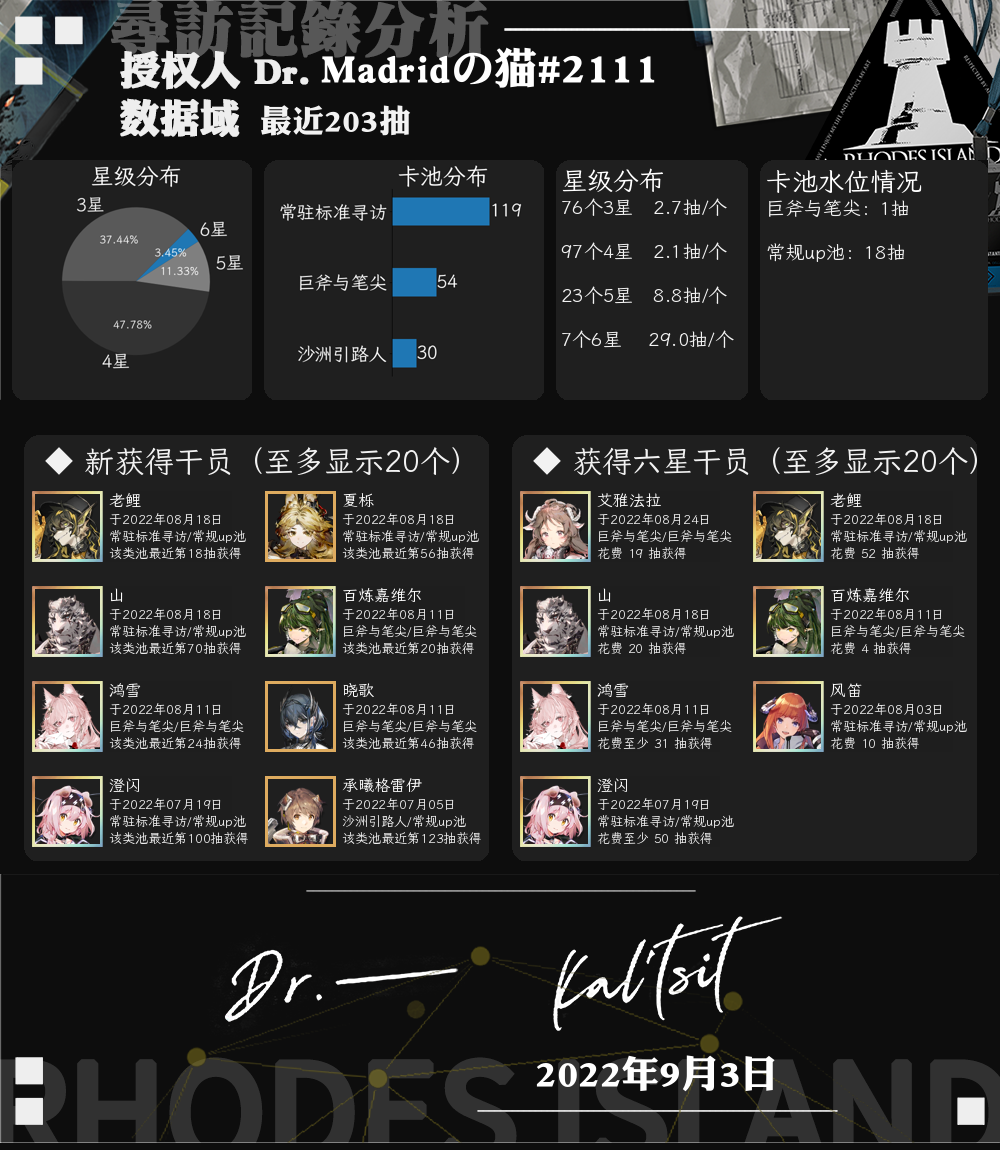 尋訪記錄分析
授权人 Dr. Madridの猫#2111
数据域 最近203抽
RHODES ISLAND
星级分布
3星
6星
5星
4星
37.44%
3.45%
11.33%
47.78%
卡池分布
常驻标准寻访 119
巨斧与笔尖 54
沙洲引路人 30
星级分布
76个3星 2.7抽/个
97个4星 2.1抽/个
23个5星 8.8抽/个
7个6星 29.0抽/个
卡池水位情况
巨斧与笔尖: 1抽
常规up池: 18抽
◆ 新获得干员（至多显示20个）
老鲤
于2022年08月18日
常驻标准寻访/常规up池
该类池最近第18抽获得
夏栎
于2022年08月18日
常驻标准寻访/常规up池
该类池最近第56抽获得
山
于2022年08月18日
常驻标准寻访/常规up池
该类池最近第70抽获得
百炼嘉维尔
于2022年08月11日
巨斧与笔尖/巨斧与笔尖
该类池最近第20抽获得
鸿雪
于2022年08月11日
巨斧与笔尖/巨斧与笔尖
该类池最近第24抽获得
晓歌
于2022年08月11日
巨斧与笔尖/巨斧与笔尖
该类池最近第46抽获得
澄闪
于2022年07月19日
常驻标准寻访/常规up池
该类池最近第100抽获得
承曦格雷伊
于2022年07月05日
沙洲引路人/常规up池
该类池最近第123抽获得
◆ 获得六星干员（至多显示20个）
艾雅法拉
于2022年08月24日
巨斧与笔尖/巨斧与笔尖
花费 19 抽获得
老鲤
于2022年08月18日
常驻标准寻访/常规up池
花费 52 抽获得
山
于2022年08月18日
常驻标准寻访/常规up池
花费 20 抽获得
百炼嘉维尔
于2022年08月11日
巨斧与笔尖/巨斧与笔尖
花费 4 抽获得
鸿雪
于2022年08月11日
巨斧与笔尖/巨斧与笔尖
花费至少 31 抽获得
风笛
于2022年08月03日
常驻标准寻访/常规up池
花费 10 抽获得
澄闪
于2022年07月19日
常驻标准寻访/常规up池
花费至少 50 抽获得
Dr.— Kal'tsit
2022年9月3日
RHODES ISLAND